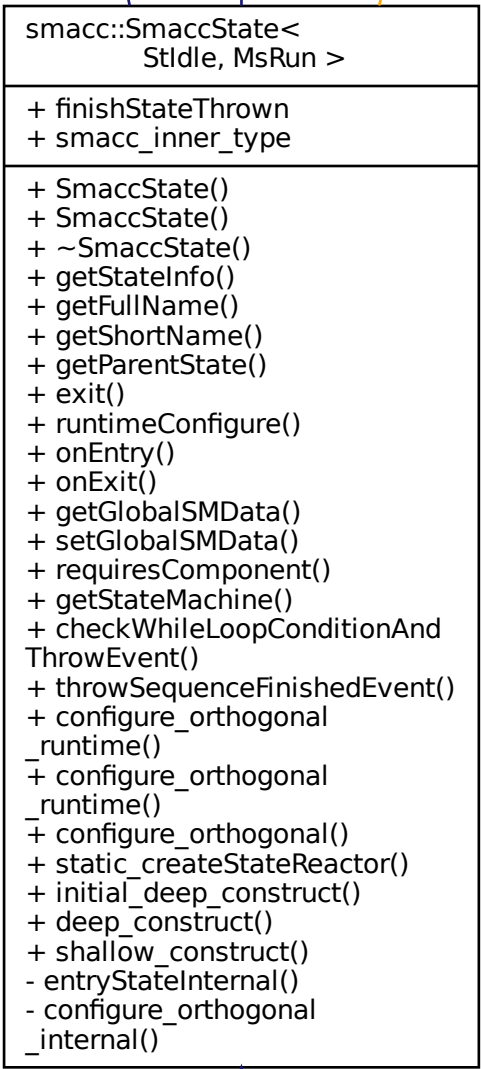 smacc::SmaccState<
StIdle, MsRun >
+ finishStateThrown
+ smacc_inner_type
+ SmaccState()
+ SmaccState()
+ ~SmaccState()
+ getStateInfo()
+ getFullName()
+ getShortName()
+ getParentState()
+ exit()
+ runtimeConfigure()
+ onEntry()
+ onExit()
+ getGlobalSMData()
+ setGlobalSMData()
+ requiresComponent()
+ getStateMachine()
+ checkWhileLoopConditionAnd
ThrowEvent()
+ throwSequenceFinishedEvent()
+ configure_orthogonal
_runtime()
+ configure_orthogonal
_runtime()
+ configure_orthogonal()
+ static_createStateReactor()
+ initial_deep_construct()
+ deep_construct()
+ shallow_construct()
- entryStateInternal()
- configure_orthogonal
_internal()